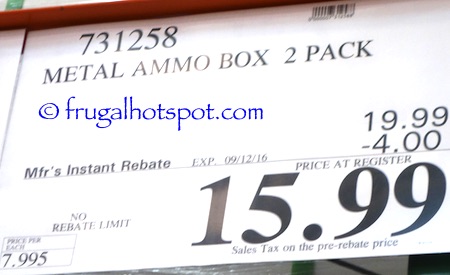 731258
METAL AMMO BOX 2 PACK
© frugalhotspot.com
19.99
-4.00
Mfr's Instant Rebate EXP. 09/12/16 PRICE AT REGISTER
15.99
NO
REBATE LIMIT
Sales Tax on the pre-rebate price
PRICE PER
EACH
7.995